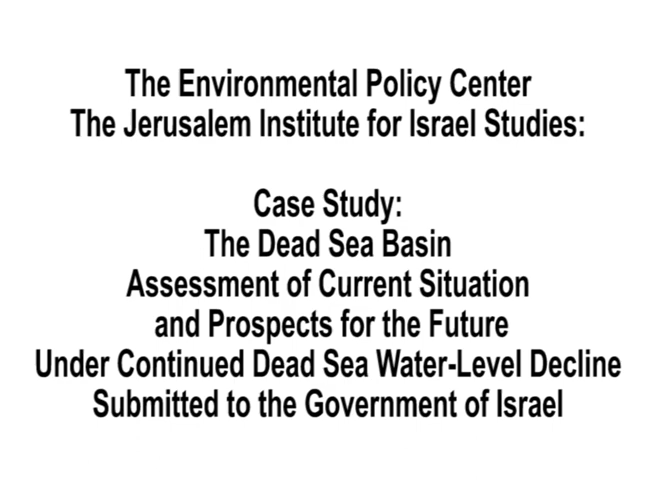 The Environmental Policy Center
The Jerusalem Institute for Israel Studies:
Case Study:
The Dead Sea Basin
Assessment of Current Situation
and Prospects for the Future
Under Continued Dead Sea Water-Level Decline
Submitted to the Government of Israel